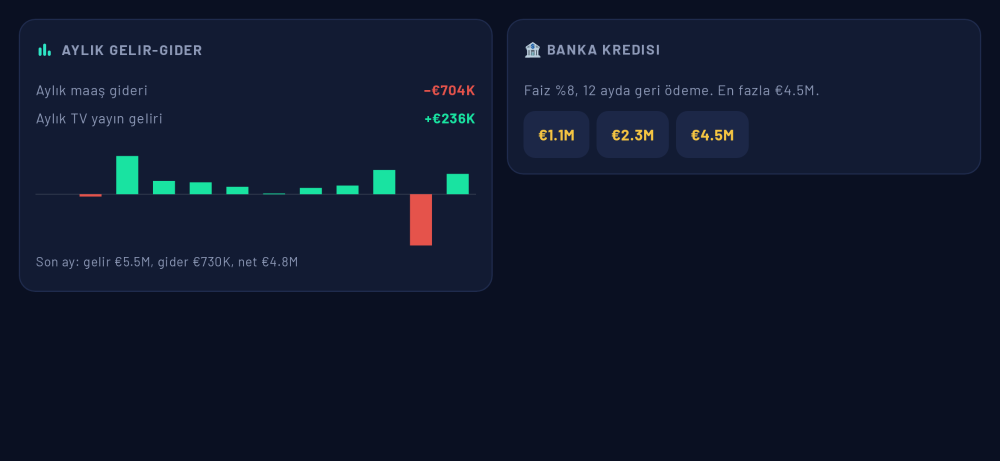 AYLIK GELIR-GIDER
Aylık maaş gideri −€704K
Aylık TV yayın geliri +€236K
Son ay: gelir €5.5M, gider €730K, net €4.8M
BANKA KREDISI
Faiz %8, 12 ayda geri ödeme. En fazla €4.5M.
€1.1M €2.3M €4.5M